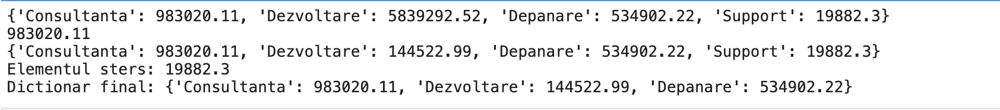 {'Consultanta': 983020.11, 'Dezvoltare': 5839292.52, 'Depanare': 534902.22, 'Support': 19882.3}
983020.11
{'Consultanta': 983020.11, 'Dezvoltare': 144522.99, 'Depanare': 534902.22, 'Support': 19882.3}
Elementul sters: 19882.3
Dictionar final: {'Consultanta': 983020.11, 'Dezvoltare': 144522.99, 'Depanare': 534902.22}